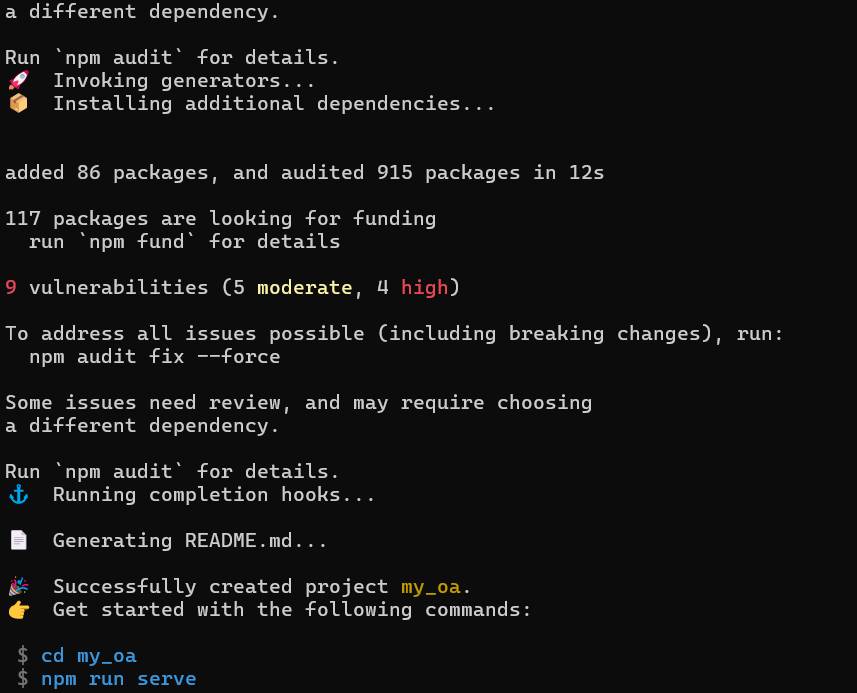 a different dependency.
Run `npm audit` for details.
🚀  Invoking generators...
📦  Installing additional dependencies...
added 86 packages, and audited 915 packages in 12s
117 packages are looking for funding
  run `npm fund` for details
9 vulnerabilities (5 moderate, 4 high)
To address all issues possible (including breaking changes), run:
  npm audit fix --force
Some issues need review, and may require choosing
a different dependency.
Run `npm audit` for details.
⚓  Running completion hooks...
📄  Generating README.md...
🎉  Successfully created project my_oa.
👉  Get started with the following commands:
 $ cd my_oa
 $ npm run serve